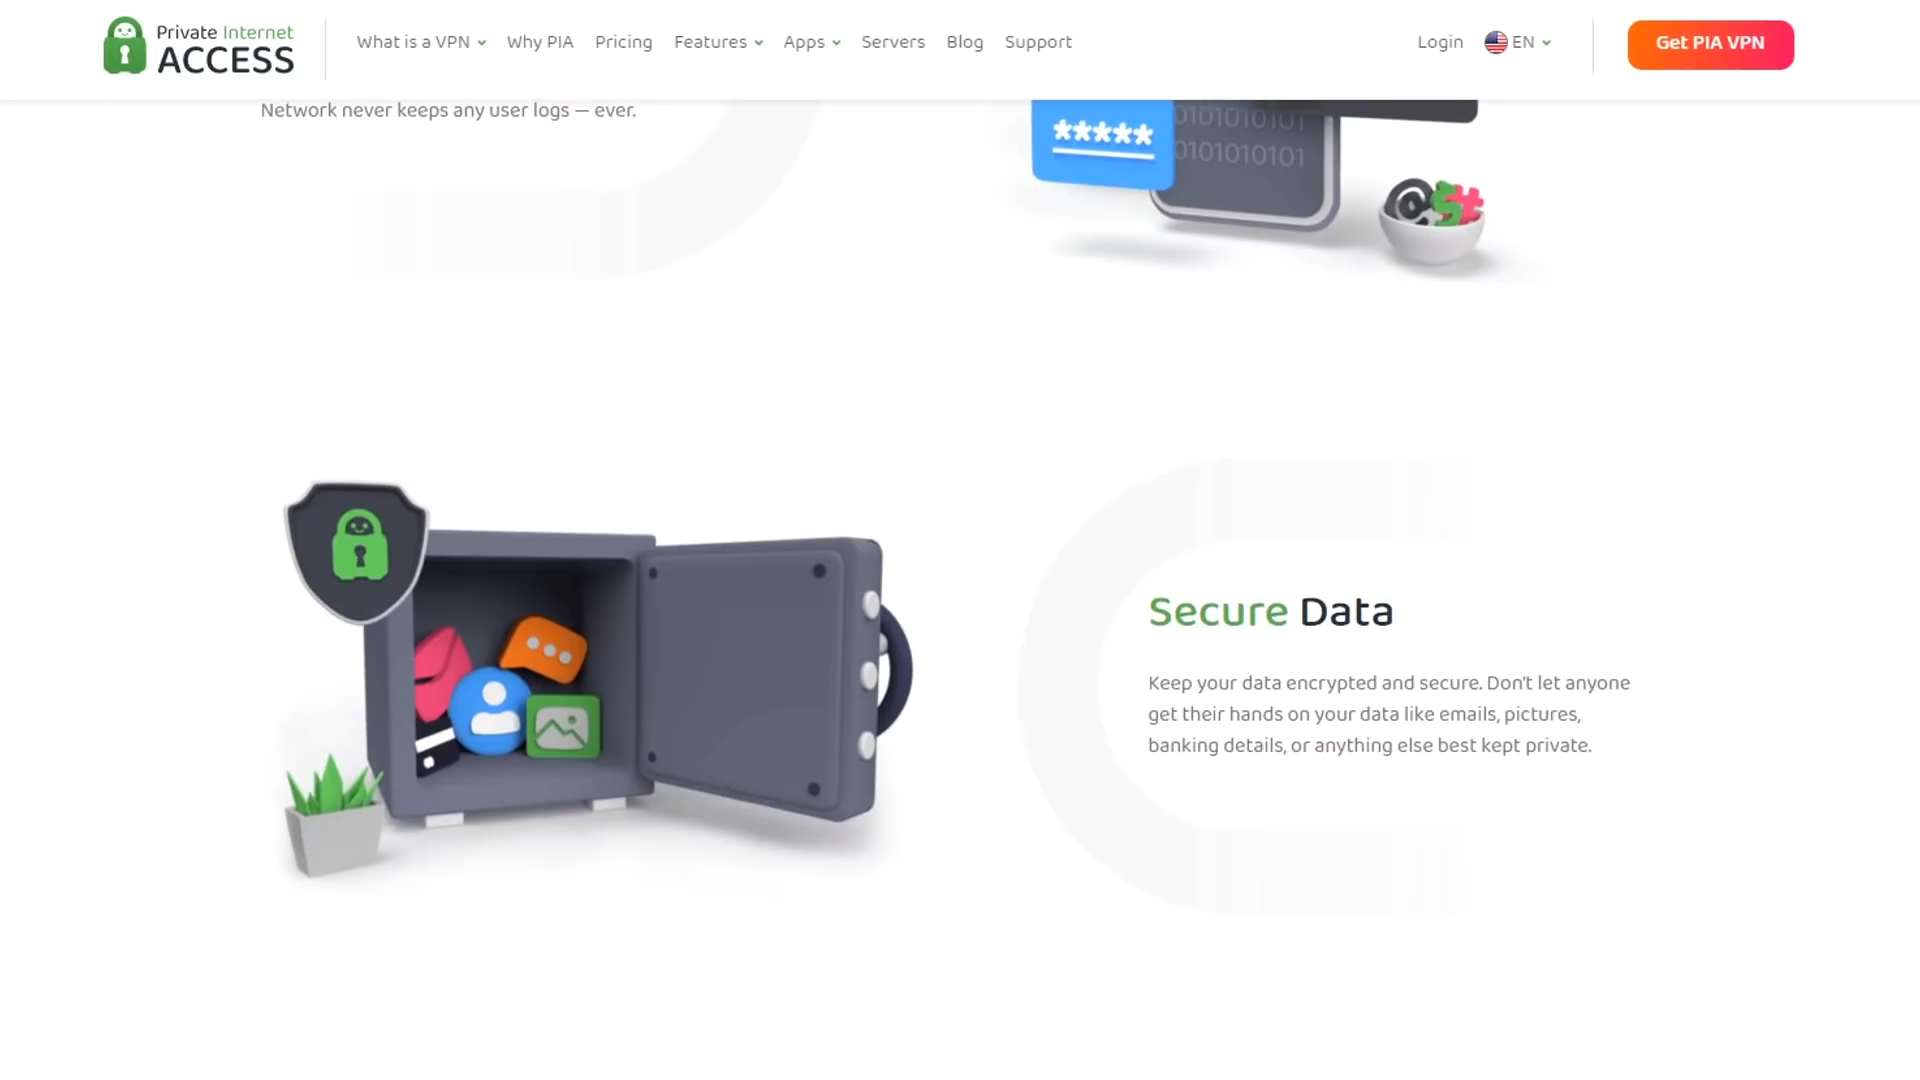 Private Internet
ACCESS
What is a VPN
Why PIA
Pricing
Features
Apps
Servers
Blog
Support
Login
EN
Get PIA VPN
Network never keeps any user logs — ever.
*****
0101010101
0101010101
@$#
Secure Data
Keep your data encrypted and secure. Don't let anyone
get their hands on your data like emails, pictures,
banking details, or anything else best kept private.